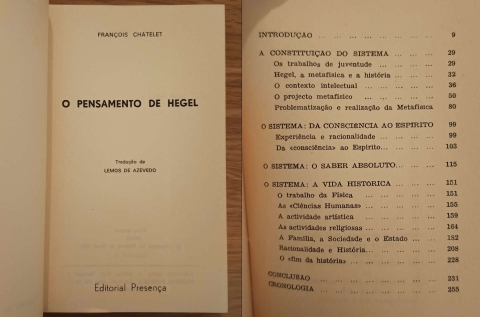 FRANÇOIS CHATELET
O PENSAMENTO DE HEGEL
Tradução de
LEMOS DE AZEVEDO
Editorial Presença
INTRODUÇÃO ... ... ... ... ... ... ... 9
A CONSTITUIÇÃO DO SISTEMA ... ... ... 29
Os trabalhos de juventude ... ... ... 29
Hegel, a metafísica e a história ... ... 32
O contexto intelectual ... ... ... ... 36
O projecto metafísico ... ... ... ... 50
Problematização e realização da Metafísica 80
O SISTEMA: DA CONSCIÊNCIA AO ESPÍRITO 99
Experiência e racionalidade ... ... ... 99
Da «consciência» ao Espírito... ... ... 103
O SISTEMA: O SABER ABSOLUTO... ... ... 115
O SISTEMA: A VIDA HISTÓRICA ... ... ... 151
O trabalho da Física ... ... ... ... 151
As «Ciências Humanas» ... ... ... ... 155
A actividade artística ... ... ... ... 159
As actividades religiosas ... ... ... ... 164
A Família, a Sociedade e o Estado ... ... 152
Racionalidade e História... ... ... ... 208
O «fim da história» ... ... ... ... ... 228
CONCLUSÃO ... ... ... ... ... ... ... 231
CRONOLOGIA ... ... ... ... ... ... ... 255